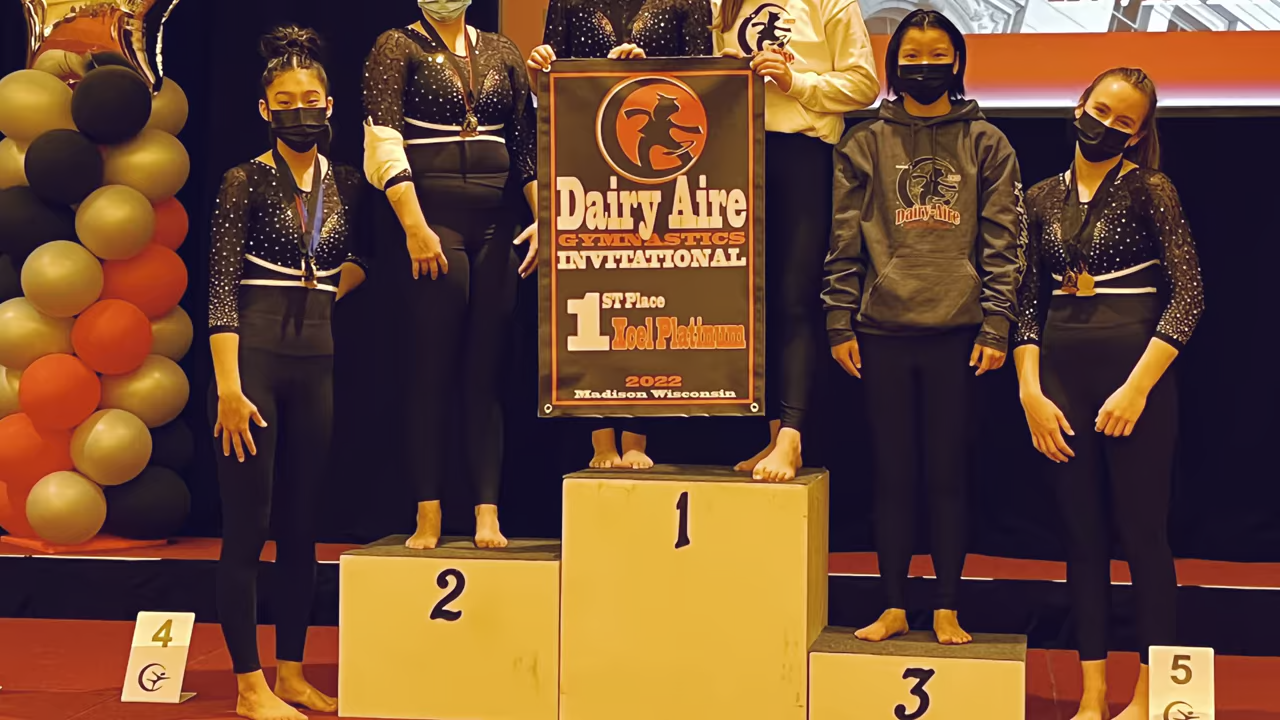 Dairy Aire
GYMNASTICS
INVITATIONAL
1ST Place
Xcel Platinum
2022
Madison Wisconsin
Dairy-Aire
1
2
3
4
5